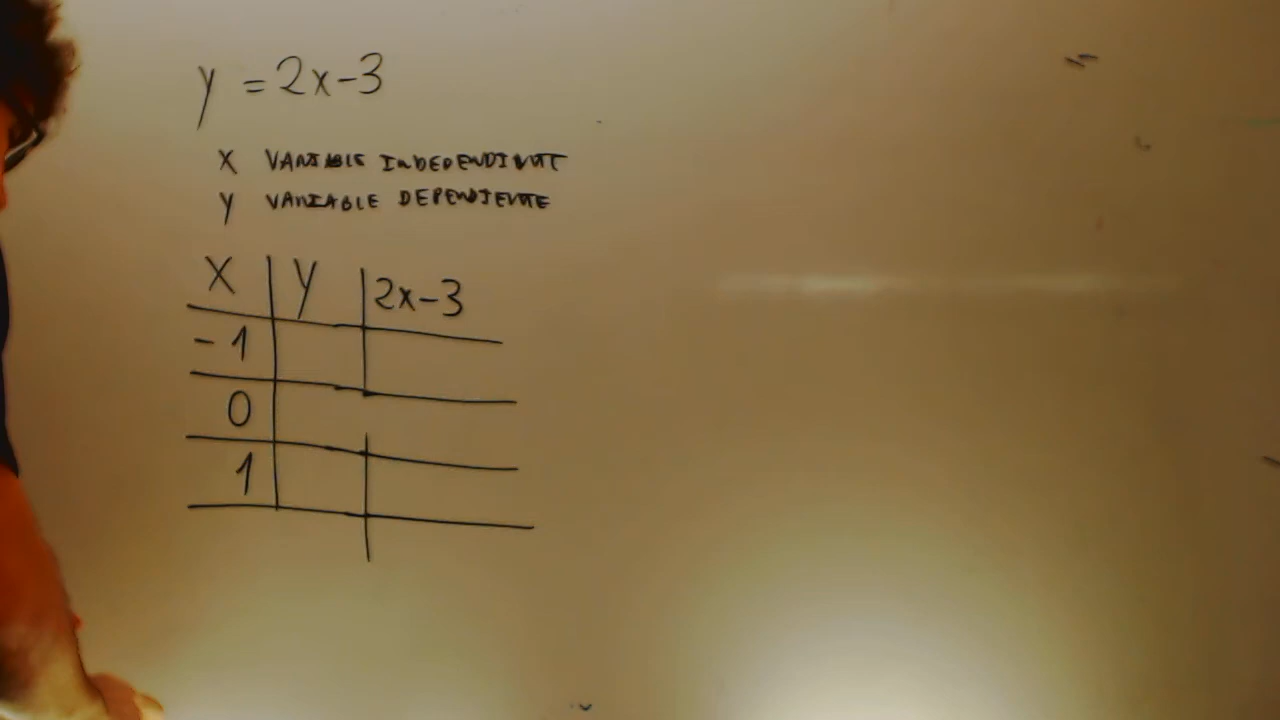 y = 2x-3
X VARIABLE INDEPENDIENTE
y VARIABLE DEPENDIENTE
X y 2x-3
-1
0
1